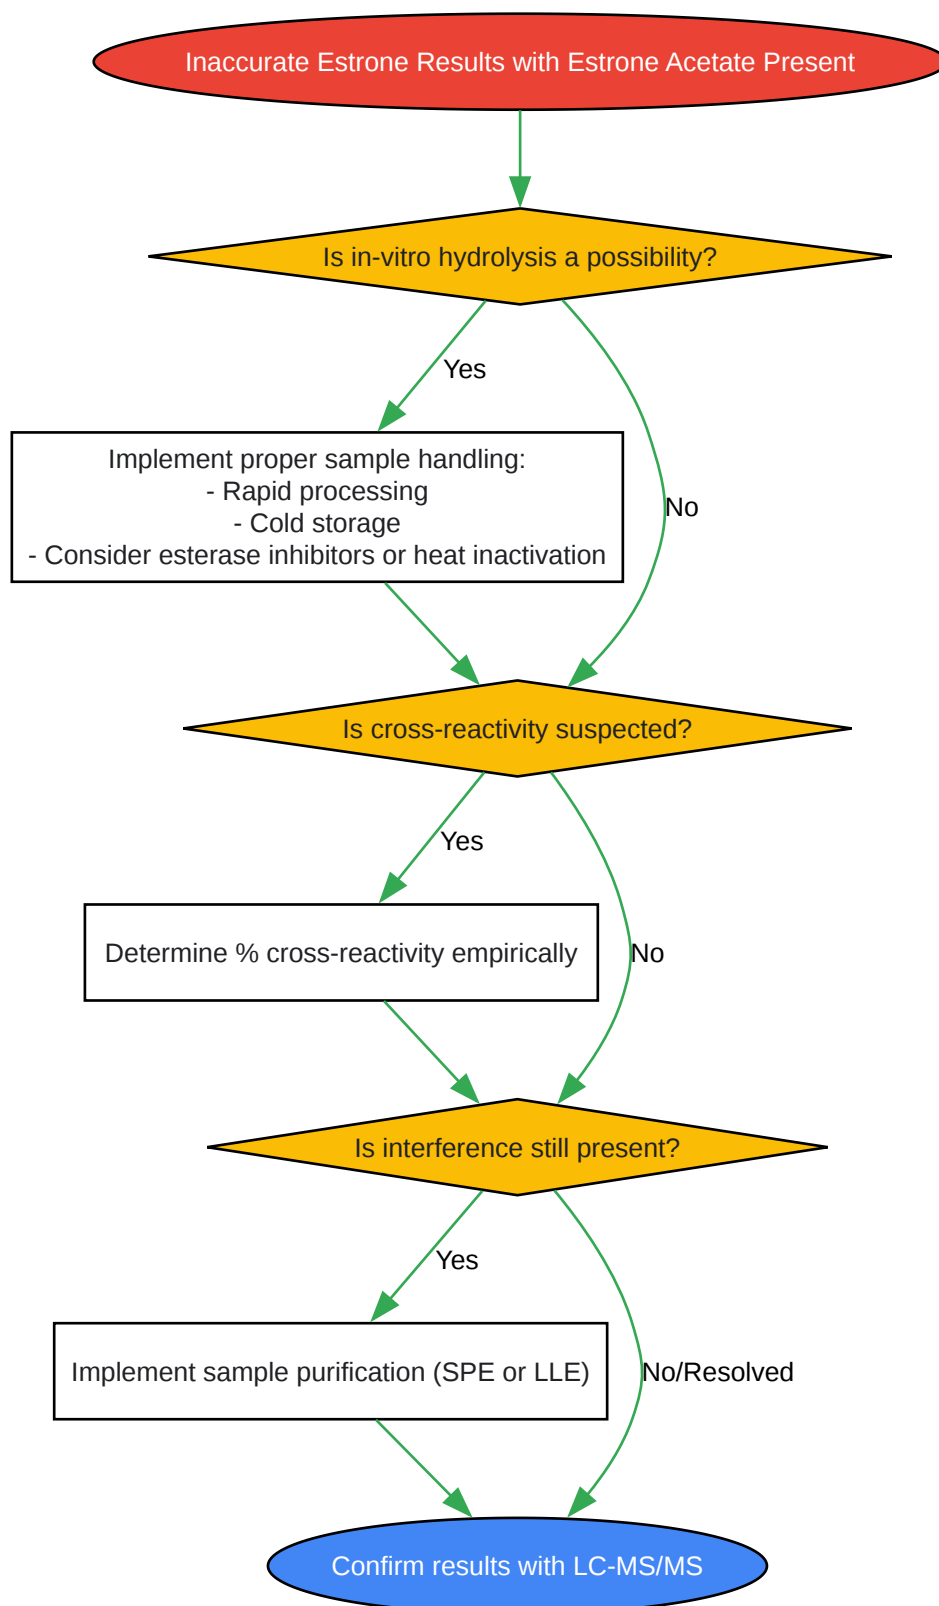 Inaccurate Estrone Results with Estrone Acetate Present
Is in-vitro hydrolysis a possibility?
Yes
Implement proper sample handling:
- Rapid processing
- Cold storage
- Consider esterase inhibitors or heat inactivation
No
Is cross-reactivity suspected?
Yes
Determine % cross-reactivity empirically
No
Is interference still present?
Yes
Implement sample purification (SPE or LLE)
No/Resolved
Confirm results with LC-MS/MS